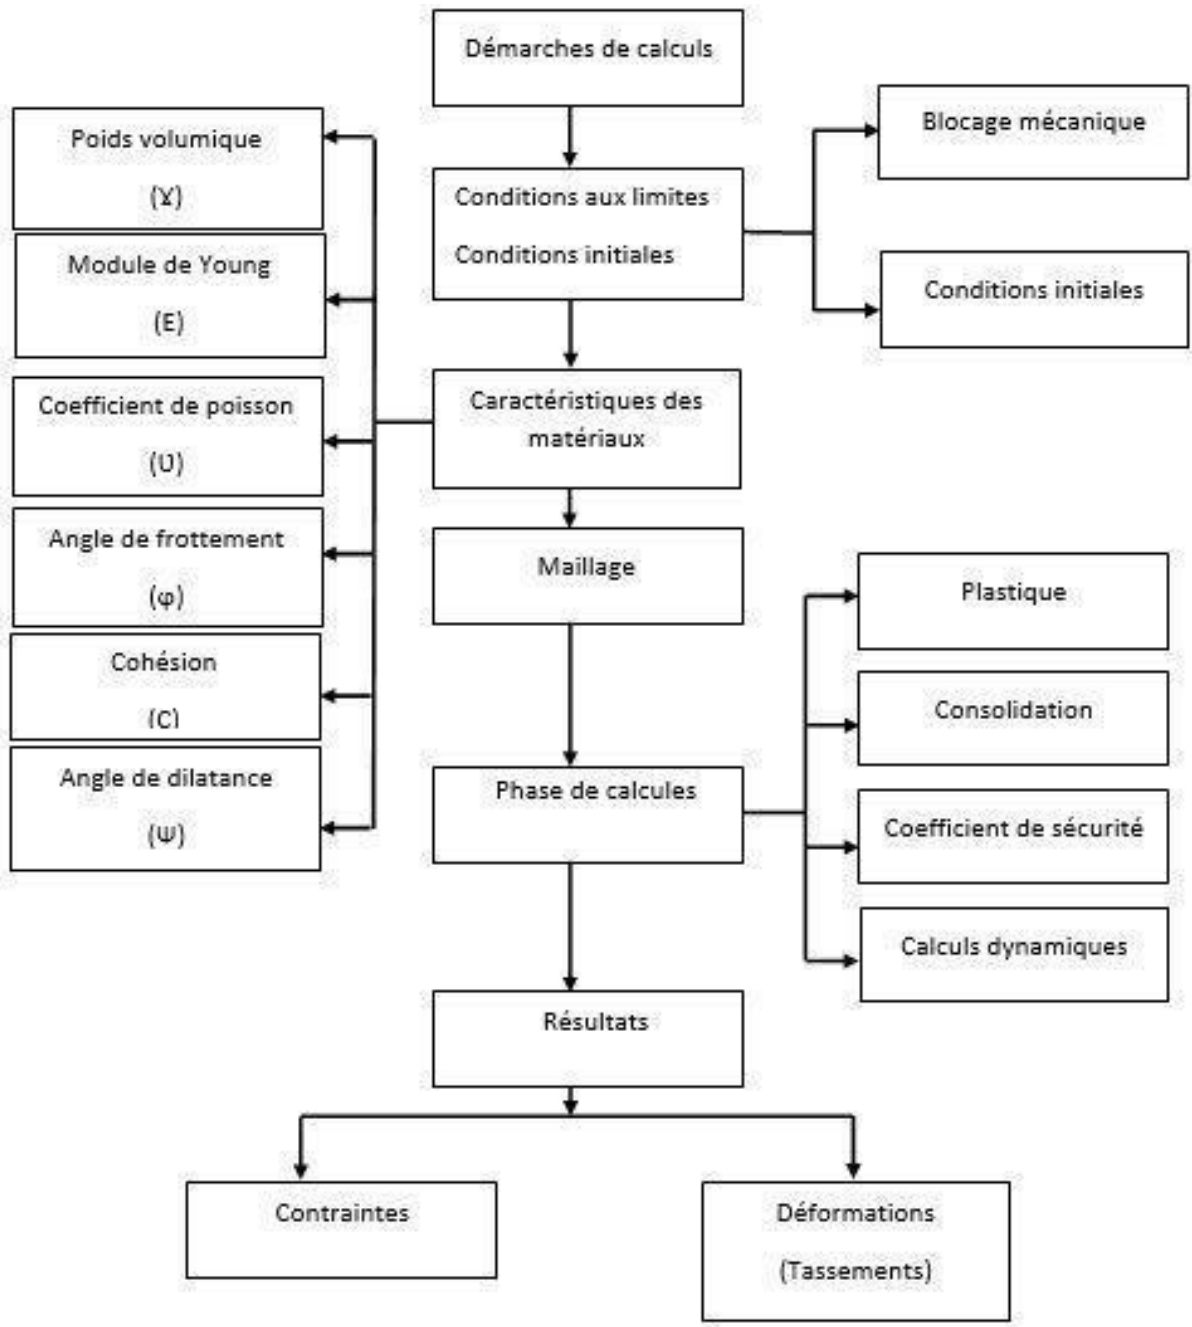 Démarches de calculs
Blocage mécanique
Poids volumique
(ɣ)
Conditions aux limites
Conditions initiales
Module de Young
(E)
Conditions initiales
Caractéristiques des
matériaux
Coefficient de poisson
(Ʋ)
Angle de frottement
(φ)
Maillage
Plastique
Cohésion
(C)
Consolidation
Angle de dilatance
(Ψ)
Phase de calcules
Coefficient de sécurité
Calculs dynamiques
Résultats
Contraintes
Déformations
(Tassements)